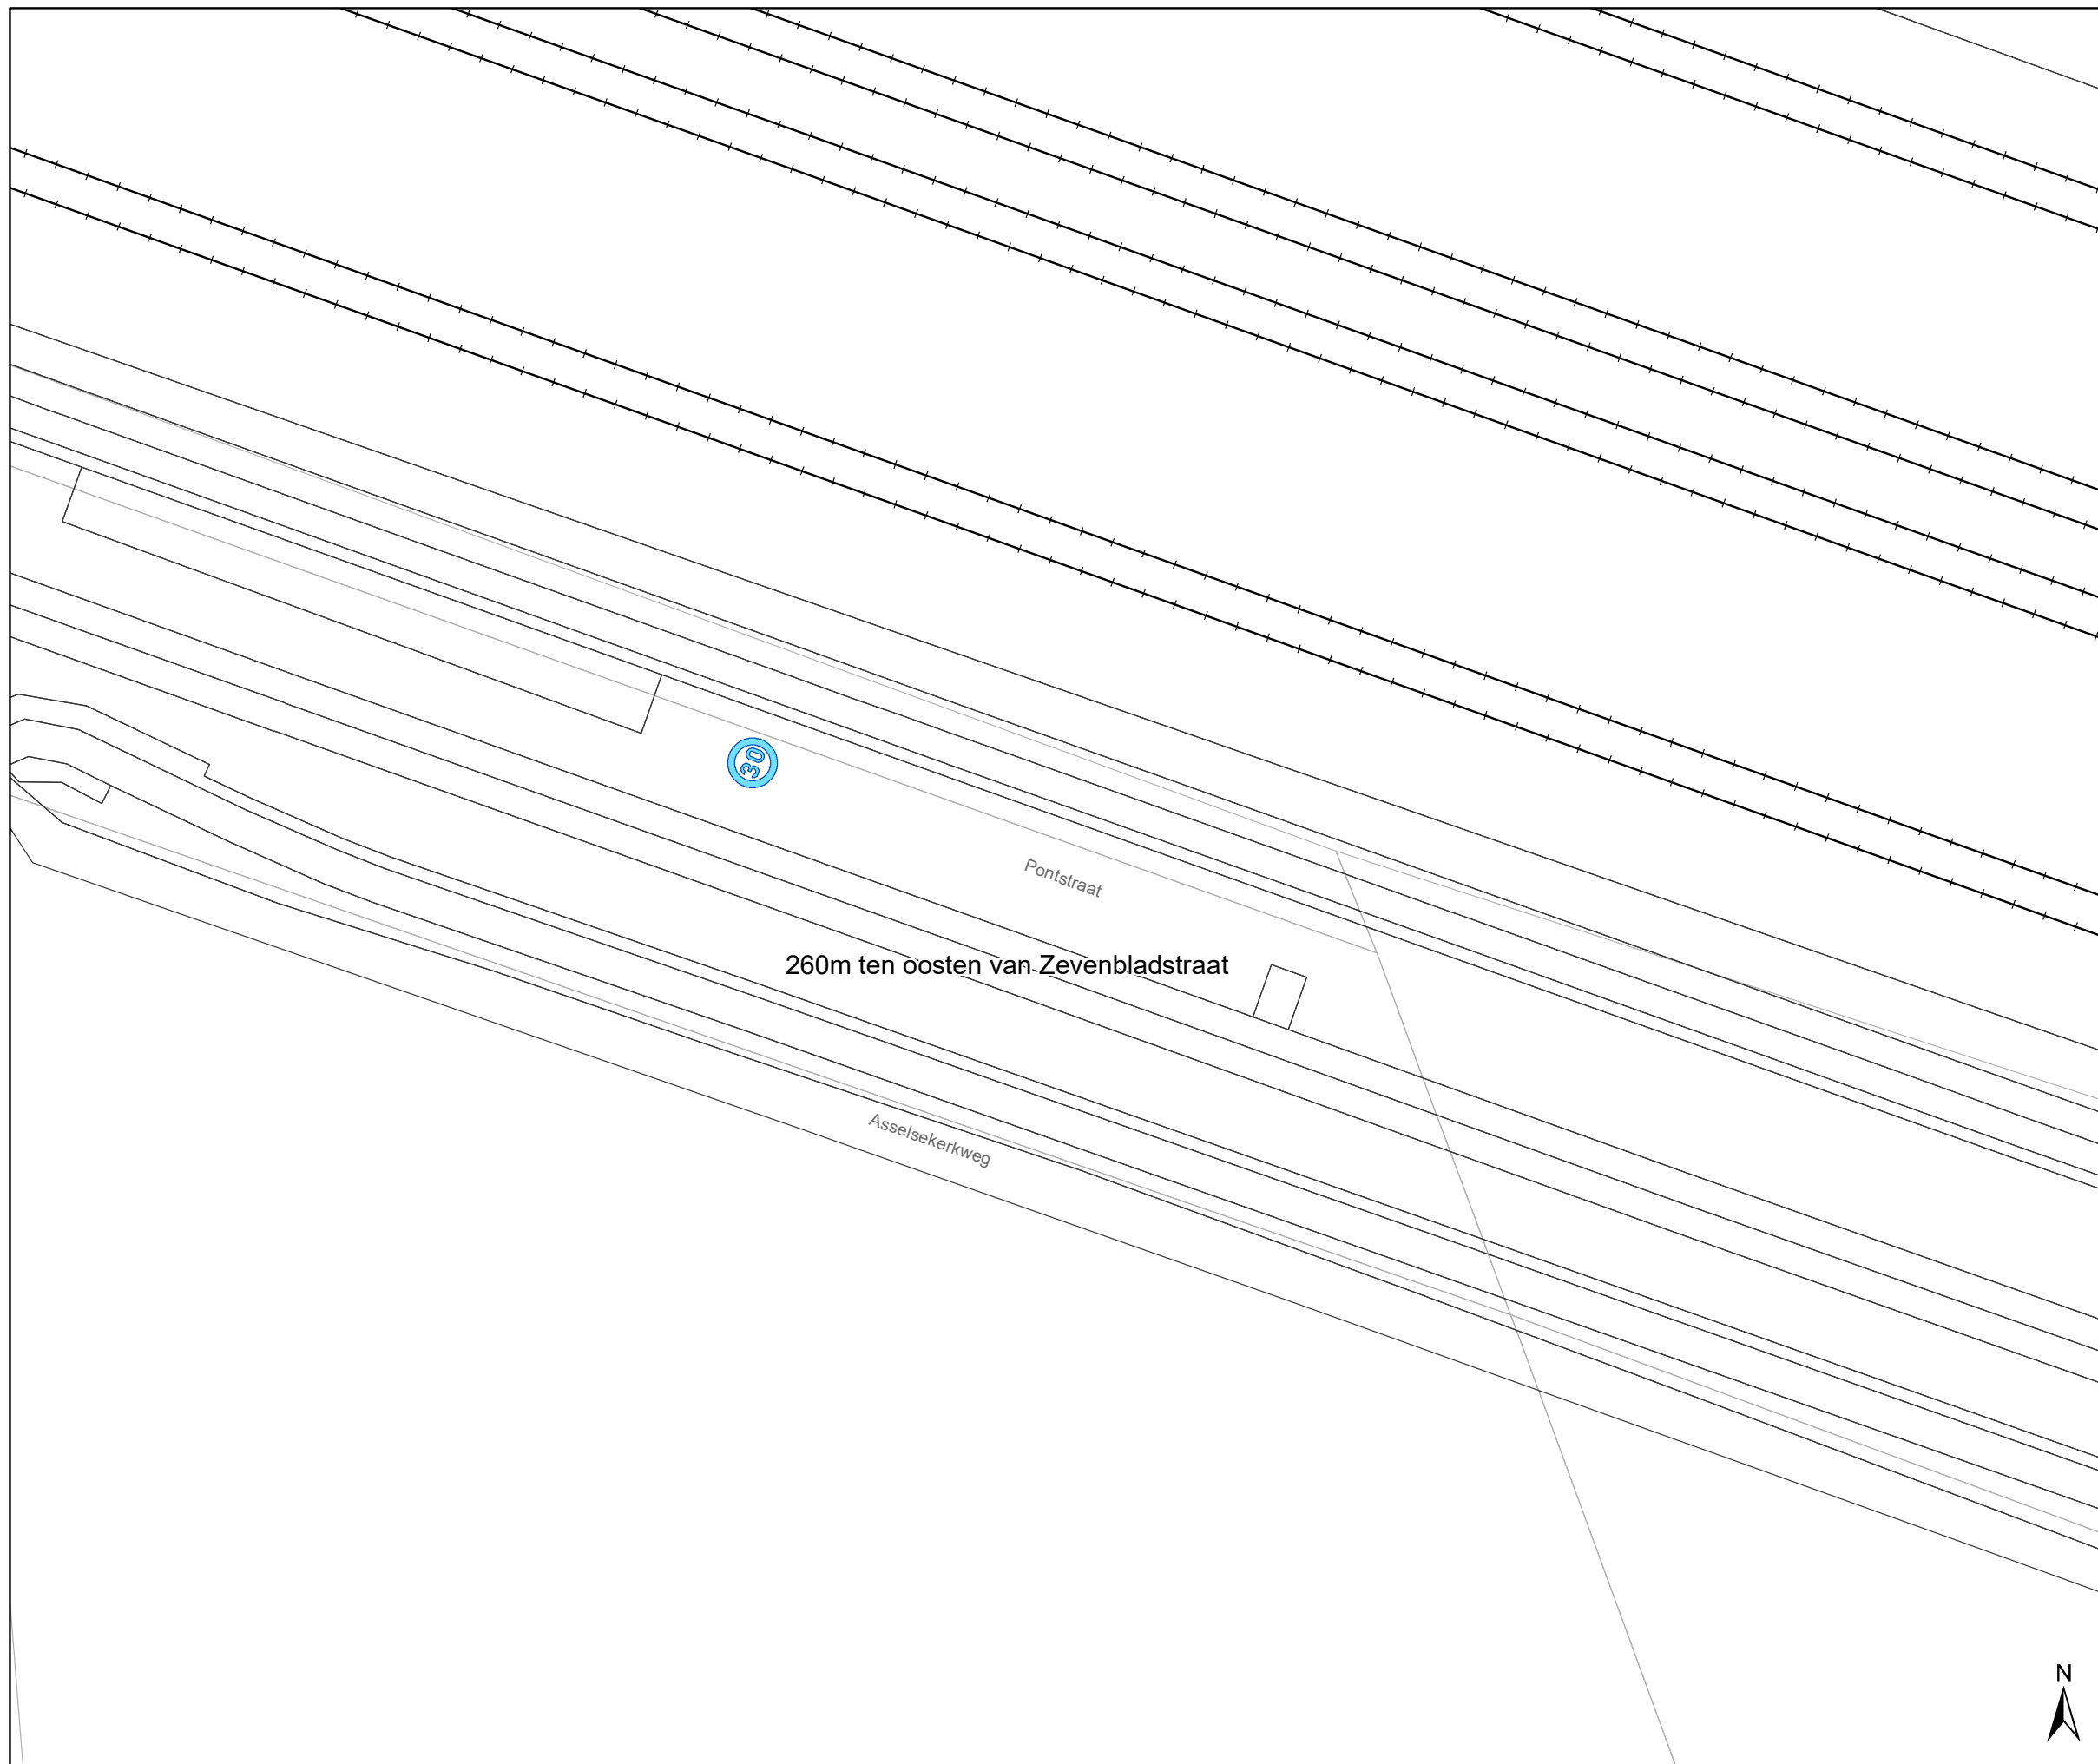 30
Pontstraat
260m ten oosten van Zevenbladstraat
Asselsekerkweg
N